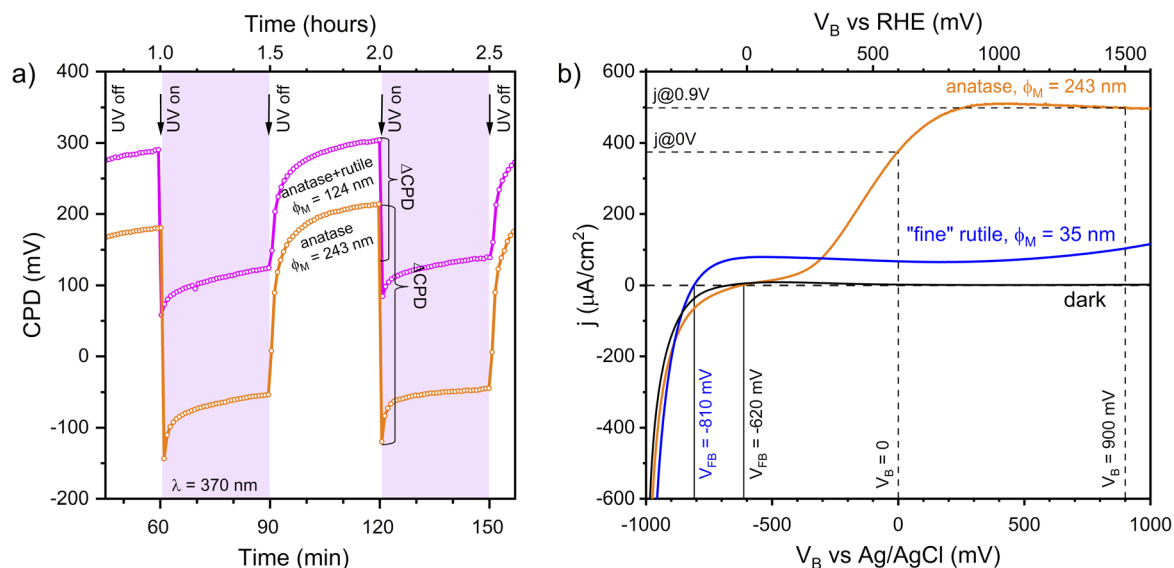 a)
Time (hours)
1.0 1.5 2.0 2.5
CPD (mV)
400
300
200
100
0
-100
-200
UV off
UV on
UV off
UV on
UV off
anatase+rutile
ϕM = 124 nm
anatase
ϕM = 243 nm
ΔCPD
ΔCPD
λ = 370 nm
60 90 120 150
Time (min)
b)
VB vs RHE (mV)
0 500 1000 1500
j (μA/cm²)
600
400
200
0
-200
-400
-600
j@0.9V
j@0V
anatase, ϕM = 243 nm
"fine" rutile, ϕM = 35 nm
dark
VFB = -810 mV
VFB = -620 mV
VB = 0
VB = 900 mV
-1000 -500 0 500 1000
VB vs Ag/AgCl (mV)